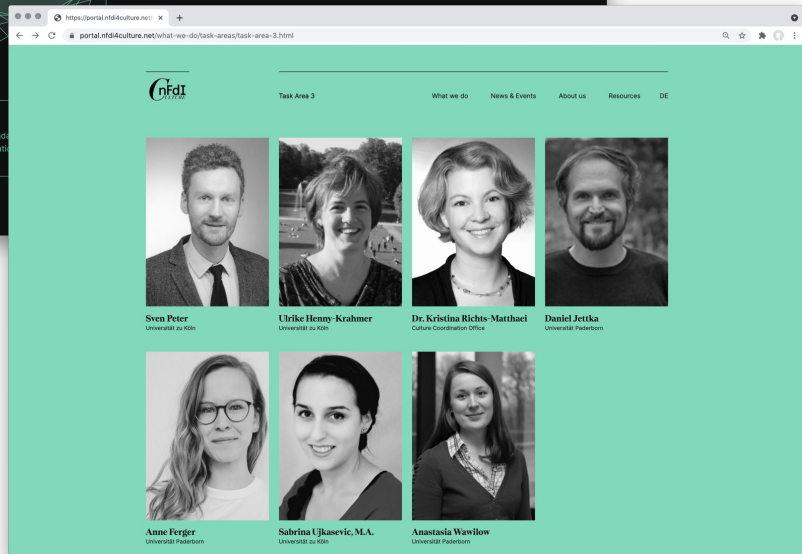 https://portal.nfdi4culture.net/
portal.nfdi4culture.net/what-we-do/task-areas/task-area-3.html
nFdI
CULTURE
Task Area 3
What we do
News & Events
About us
Resources
DE
Sven Peter
Universität zu Köln
Ulrike Henny-Krahmer
Universität zu Köln
Dr. Kristina Richts-Matthaei
Culture Coordination Office
Daniel Jettka
Universität Paderborn
Anne Ferger
Universität Paderborn
Sabrina Ujkasevic, M.A.
Universität zu Köln
Anastasia Wawilow
Universität Paderborn